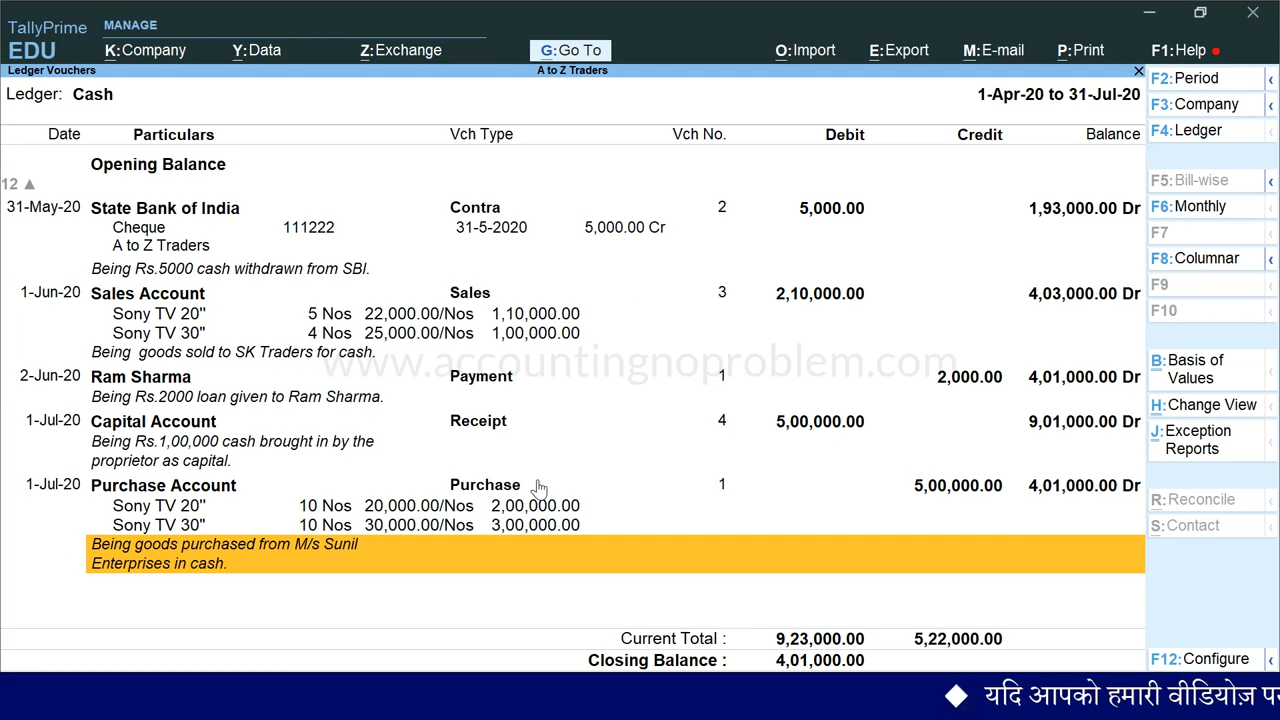 TallyPrime
EDU
MANAGE
K:Company Y:Data Z:Exchange G:Go To O:Import E:Export M:E-mail P:Print F1:Help
Ledger Vouchers A to Z Traders
Ledger: Cash 1-Apr-20 to 31-Jul-20
Date Particulars Vch Type Vch No. Debit Credit Balance
Opening Balance
12 ▲
31-May-20 State Bank of India Contra 2 5,000.00 1,93,000.00 Dr
Cheque 111222 31-5-2020 5,000.00 Cr
A to Z Traders
Being Rs.5000 cash withdrawn from SBI.
1-Jun-20 Sales Account Sales 3 2,10,000.00 4,03,000.00 Dr
Sony TV 20" 5 Nos 22,000.00/Nos 1,10,000.00
Sony TV 30" 4 Nos 25,000.00/Nos 1,00,000.00
Being goods sold to SK Traders for cash.
www.accountingnoproblem.com
2-Jun-20 Ram Sharma Payment 1 2,000.00 4,01,000.00 Dr
Being Rs.2000 loan given to Ram Sharma.
1-Jul-20 Capital Account Receipt 4 5,00,000.00 9,01,000.00 Dr
Being Rs.1,00,000 cash brought in by the
proprietor as capital.
1-Jul-20 Purchase Account Purchase 1 5,00,000.00 4,01,000.00 Dr
Sony TV 20" 10 Nos 20,000.00/Nos 2,00,000.00
Sony TV 30" 10 Nos 30,000.00/Nos 3,00,000.00
Being goods purchased from M/s Sunil
Enterprises in cash.
Current Total : 9,23,000.00 5,22,000.00
Closing Balance : 4,01,000.00
F2:Period
F3:Company
F4:Ledger
F5:Bill-wise
F6:Monthly
F7
F8:Columnar
F9
F10
B:Basis of
Values
H:Change View
J:Exception
Reports
R:Reconcile
S:Contact
F12:Configure
◆ यदि आपको हमारी वीडियोज़